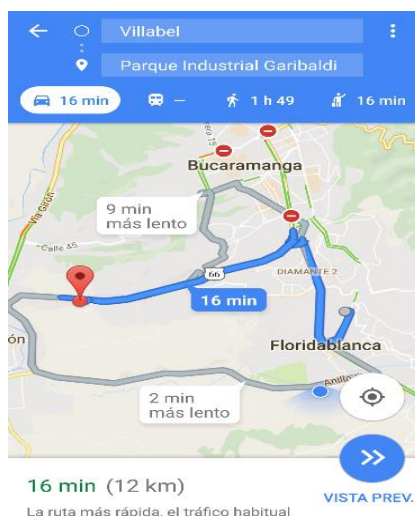 Villabel
Parque Industrial Garibaldi
16 min
–
1 h 49
16 min
Bucaramanga
9 min
más lento
Vía Girón
Calle 45
66
DIAMANTE 2
16 min
Floridablanca
ón
2 min
más lento
Anillo
16 min (12 km)
VISTA PREV.
La ruta más rápida, el tráfico habitual